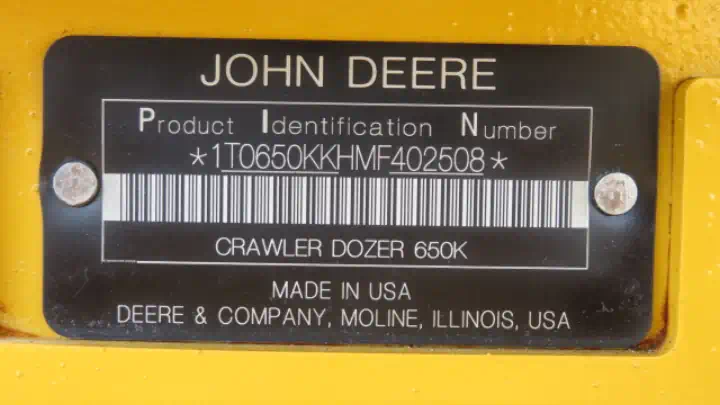 JOHN DEERE
Product Identification Number
*1T0650KKHMF402508*
CRAWLER DOZER 650K
MADE IN USA
DEERE & COMPANY, MOLINE, ILLINOIS, USA